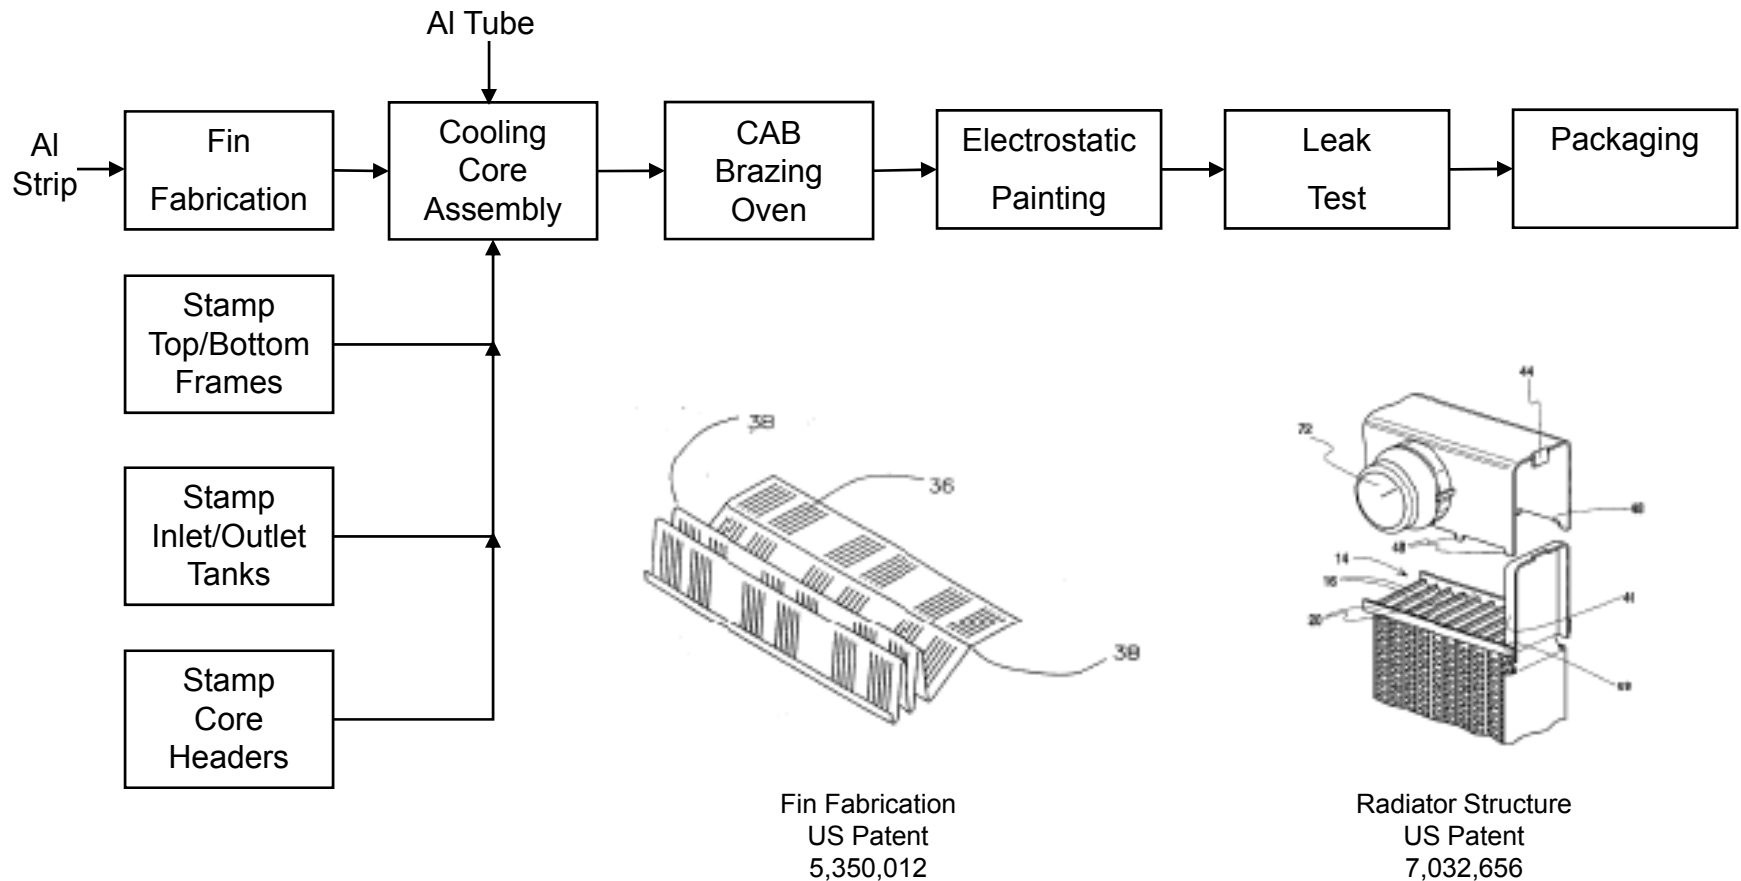 Al Tube
Al
Strip
Fin
Fabrication
Cooling
Core
Assembly
CAB
Brazing
Oven
Electrostatic
Painting
Leak
Test
Packaging
Stamp
Top/Bottom
Frames
Stamp
Inlet/Outlet
Tanks
Stamp
Core
Headers
38
36
38
44
72
48
14
16
20
41
Fin Fabrication
US Patent
5,350,012
Radiator Structure
US Patent
7,032,656